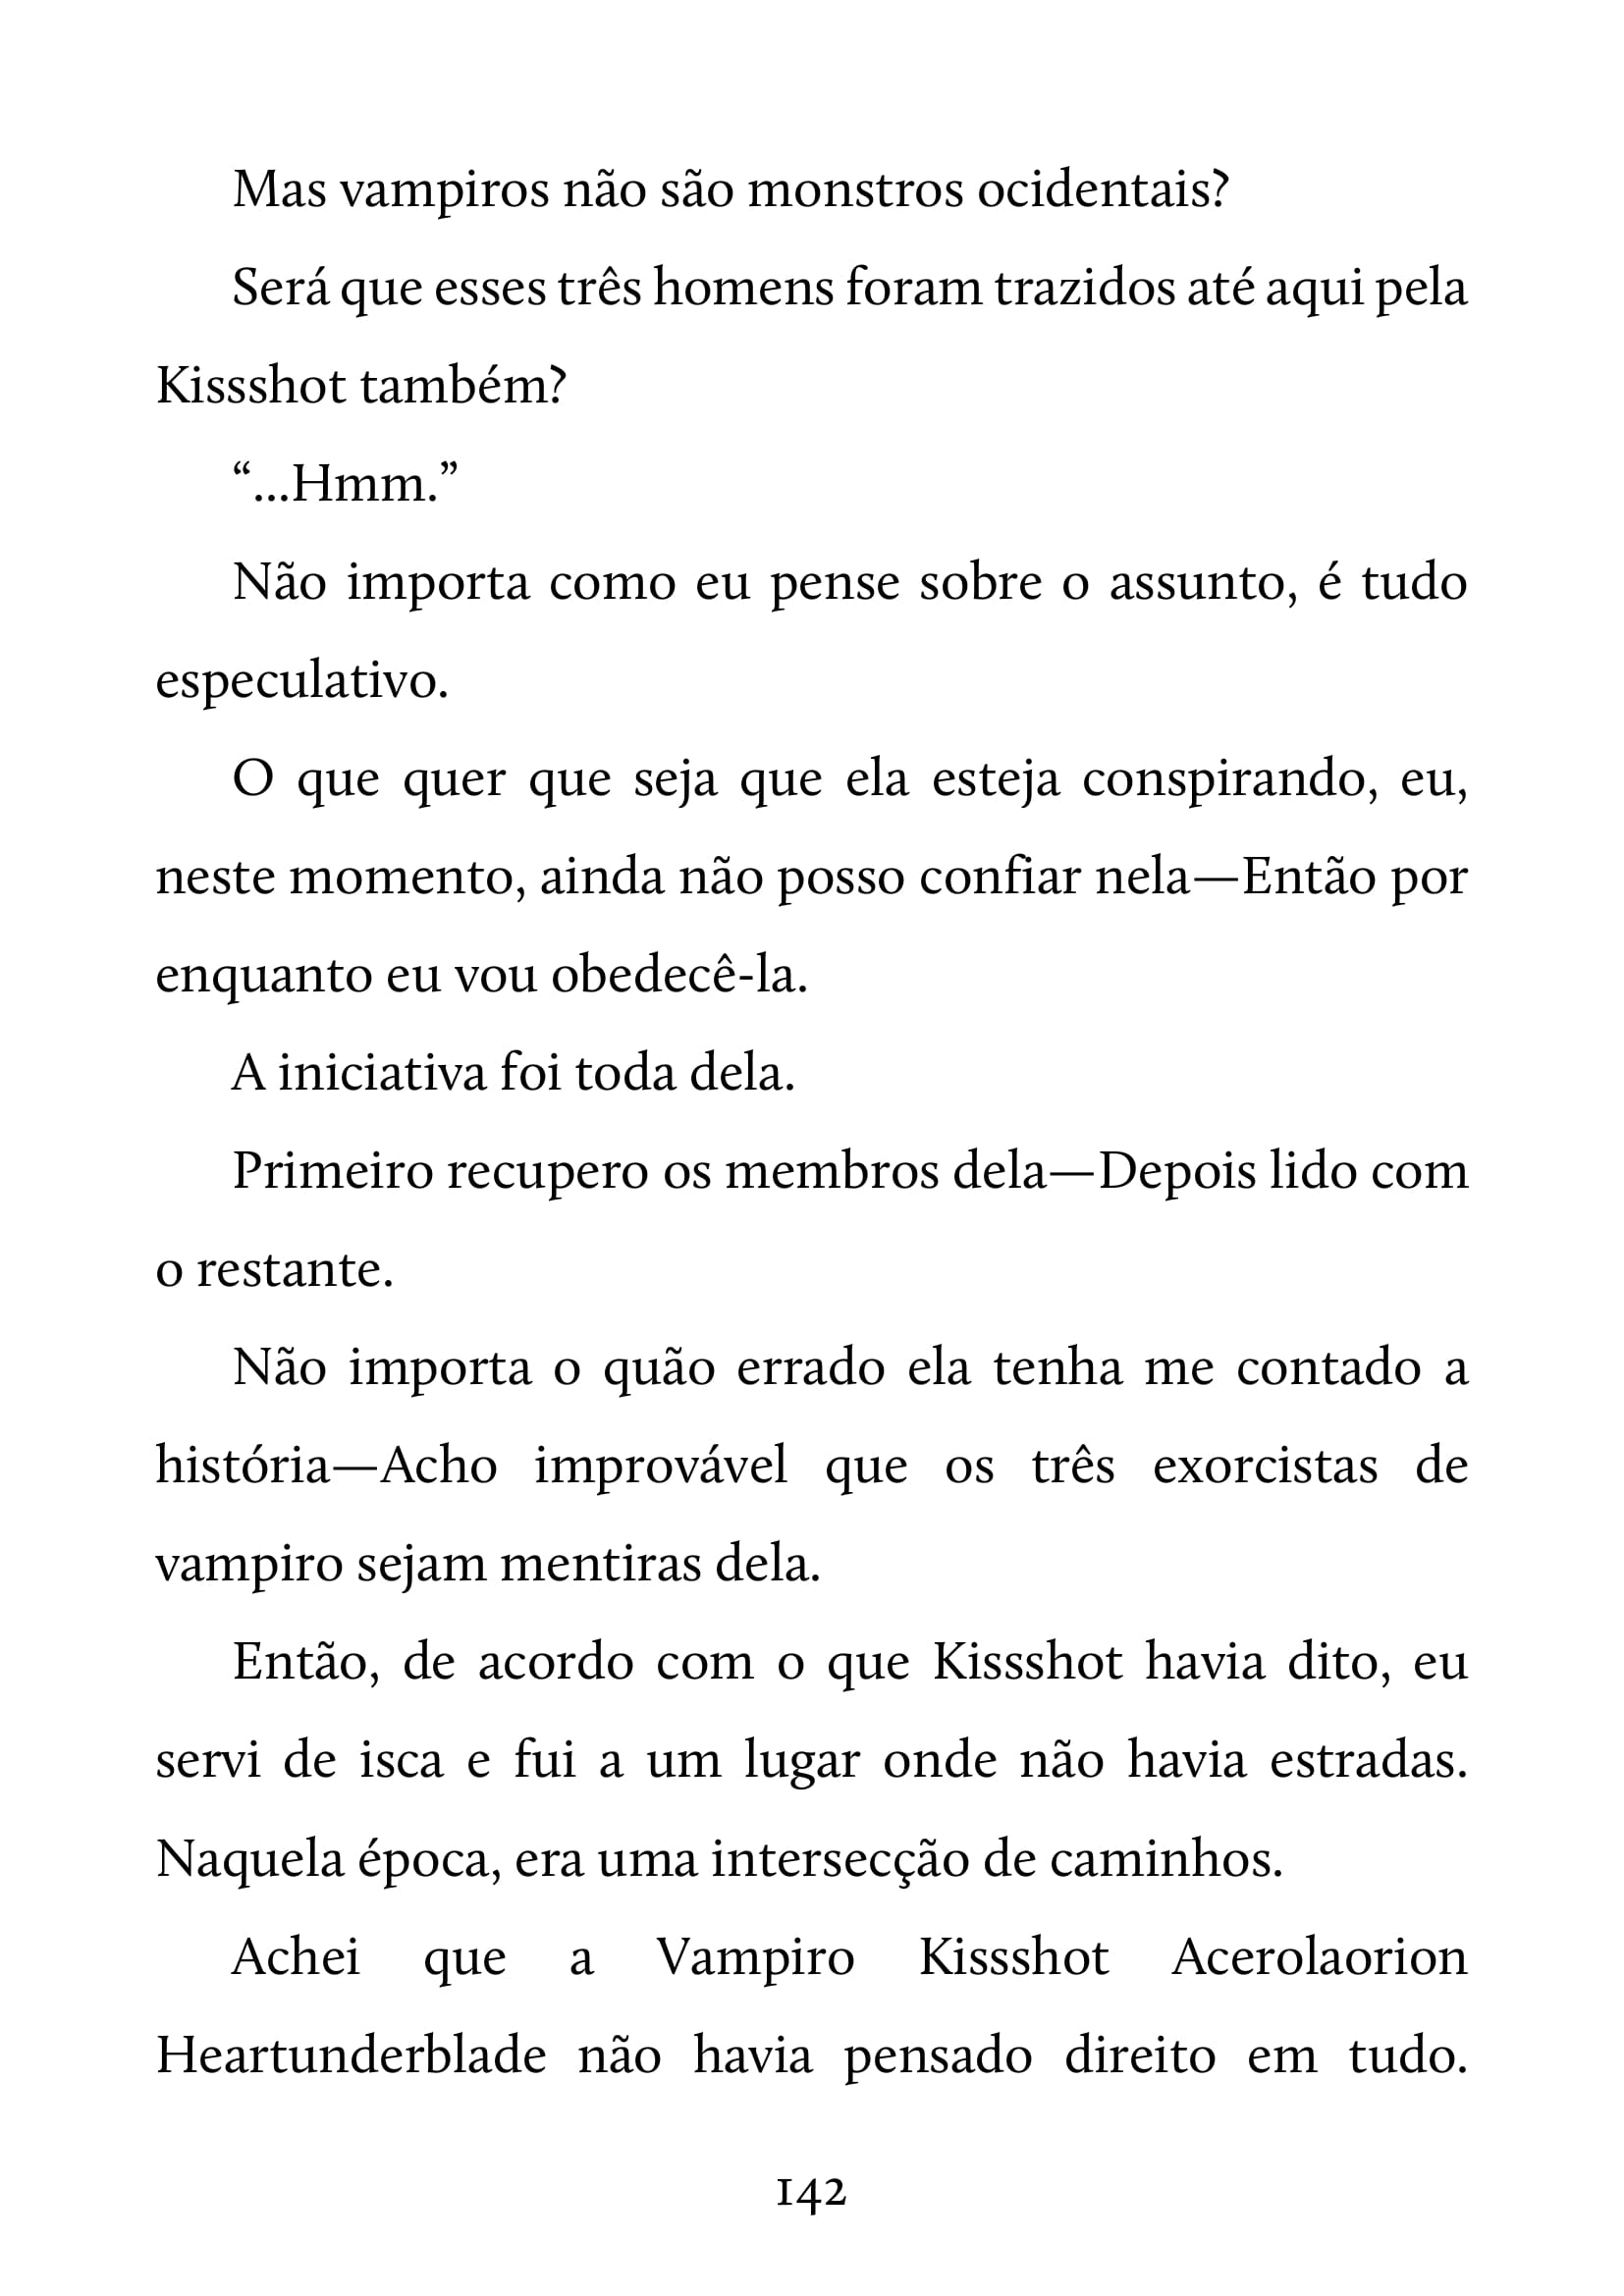 Mas vampiros não são monstros ocidentais?
Será que esses três homens foram trazidos até aqui pela
Kissshot também?
“...Hmm.”
Não importa como eu pense sobre o assunto, é tudo
especulativo.
O que quer que seja que ela esteja conspirando, eu,
neste momento, ainda não posso confiar nela—Então por
enquanto eu vou obedecê-la.
A iniciativa foi toda dela.
Primeiro recupero os membros dela—Depois lido com
o restante.
Não importa o quão errado ela tenha me contado a
história—Acho improvável que os três exorcistas de
vampiro sejam mentiras dela.
Então, de acordo com o que Kissshot havia dito, eu
servi de isca e fui a um lugar onde não havia estradas.
Naquela época, era uma intersecção de caminhos.
Achei que a Vampiro Kissshot Acerolaorion
Heartunderblade não havia pensado direito em tudo.
142